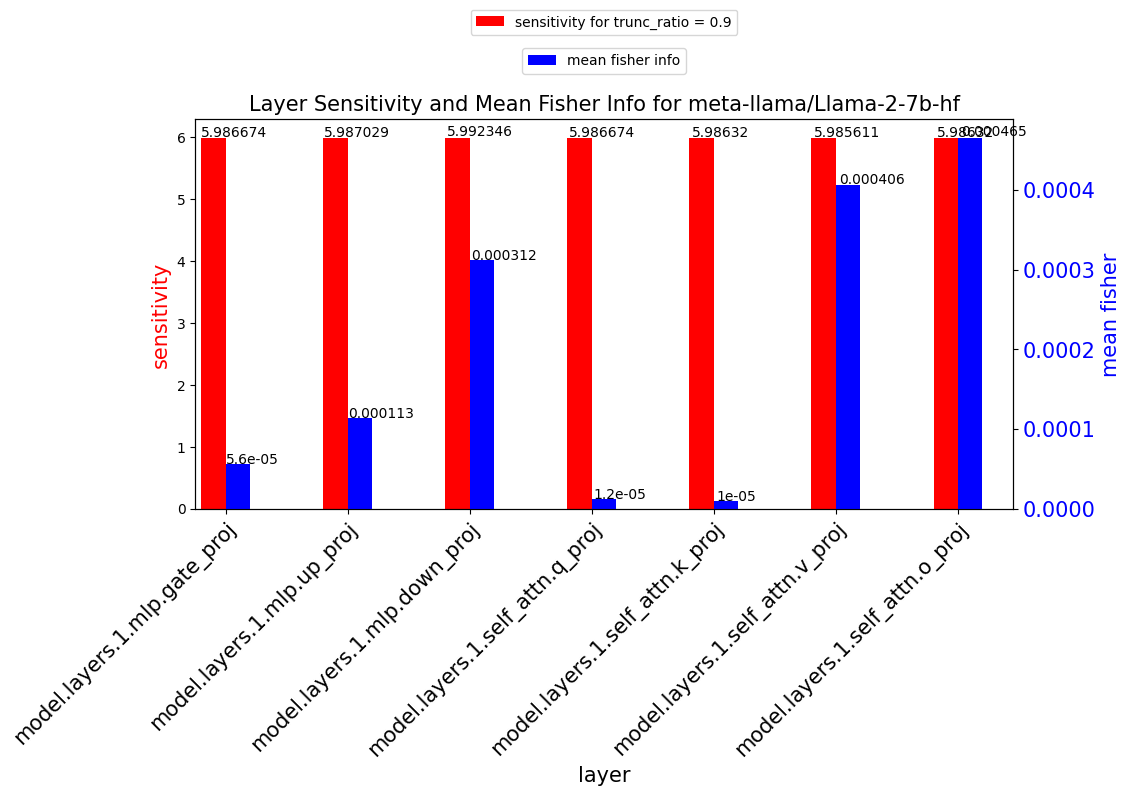 sensitivity for trunc_ratio = 0.9
mean fisher info
Layer Sensitivity and Mean Fisher Info for meta-llama/Llama-2-7b-hf
5.986674
5.987029
5.992346
5.986674
5.98632
5.985611
5.98632
0.000465
0.000406
0.000312
0.000113
5.6e-05
1.2e-05
1e-05
6
5
4
3
2
1
0
sensitivity
0.0004
0.0003
0.0002
0.0001
0.0000
mean fisher
model.layers.1.mlp.gate_proj
model.layers.1.mlp.up_proj
model.layers.1.mlp.down_proj
model.layers.1.self_attn.q_proj
model.layers.1.self_attn.k_proj
model.layers.1.self_attn.v_proj
model.layers.1.self_attn.o_proj
layer